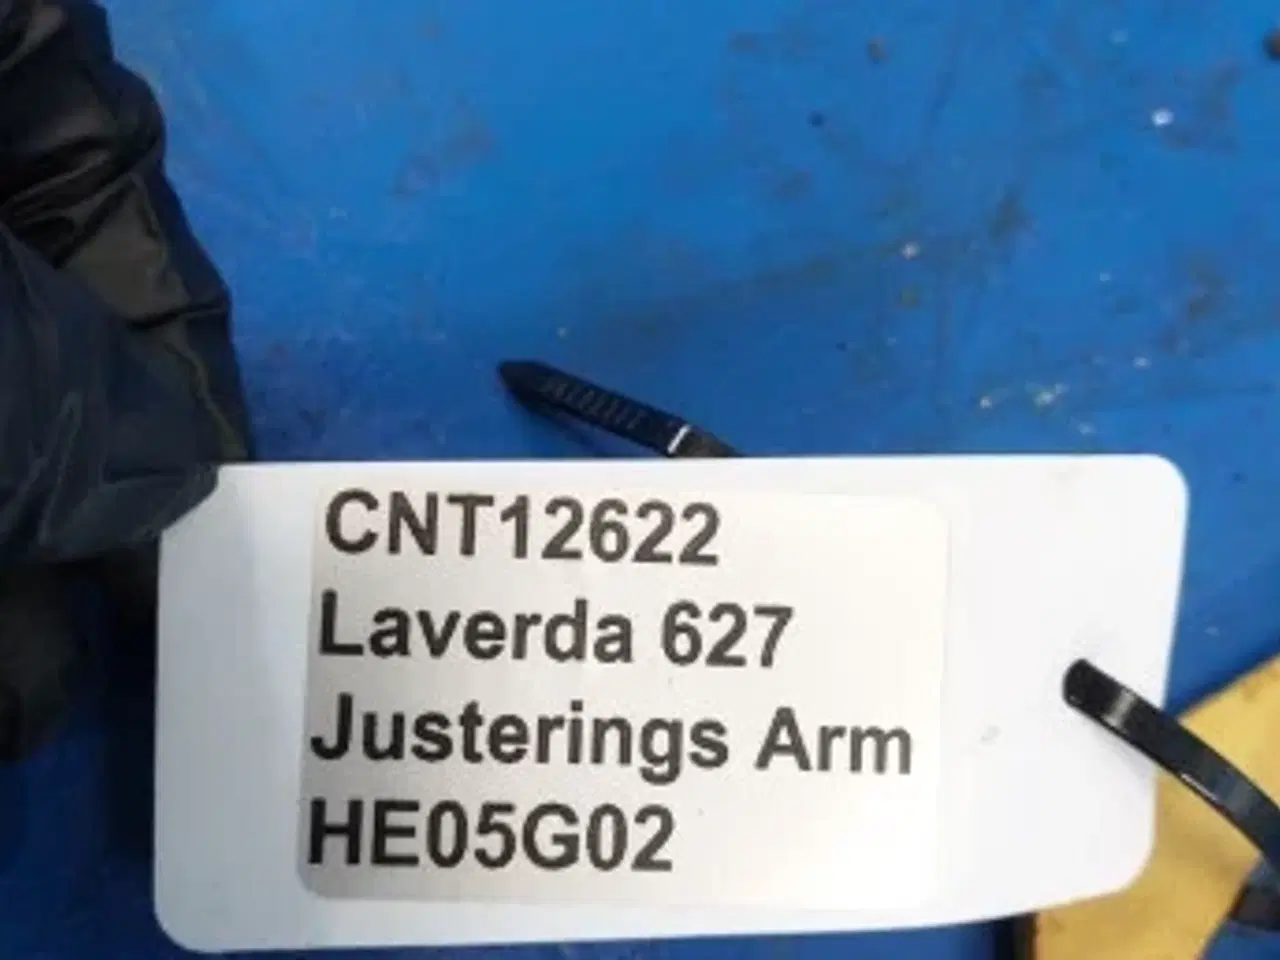 CNT12622
Laverda 627
Justerings Arm
HE05G02